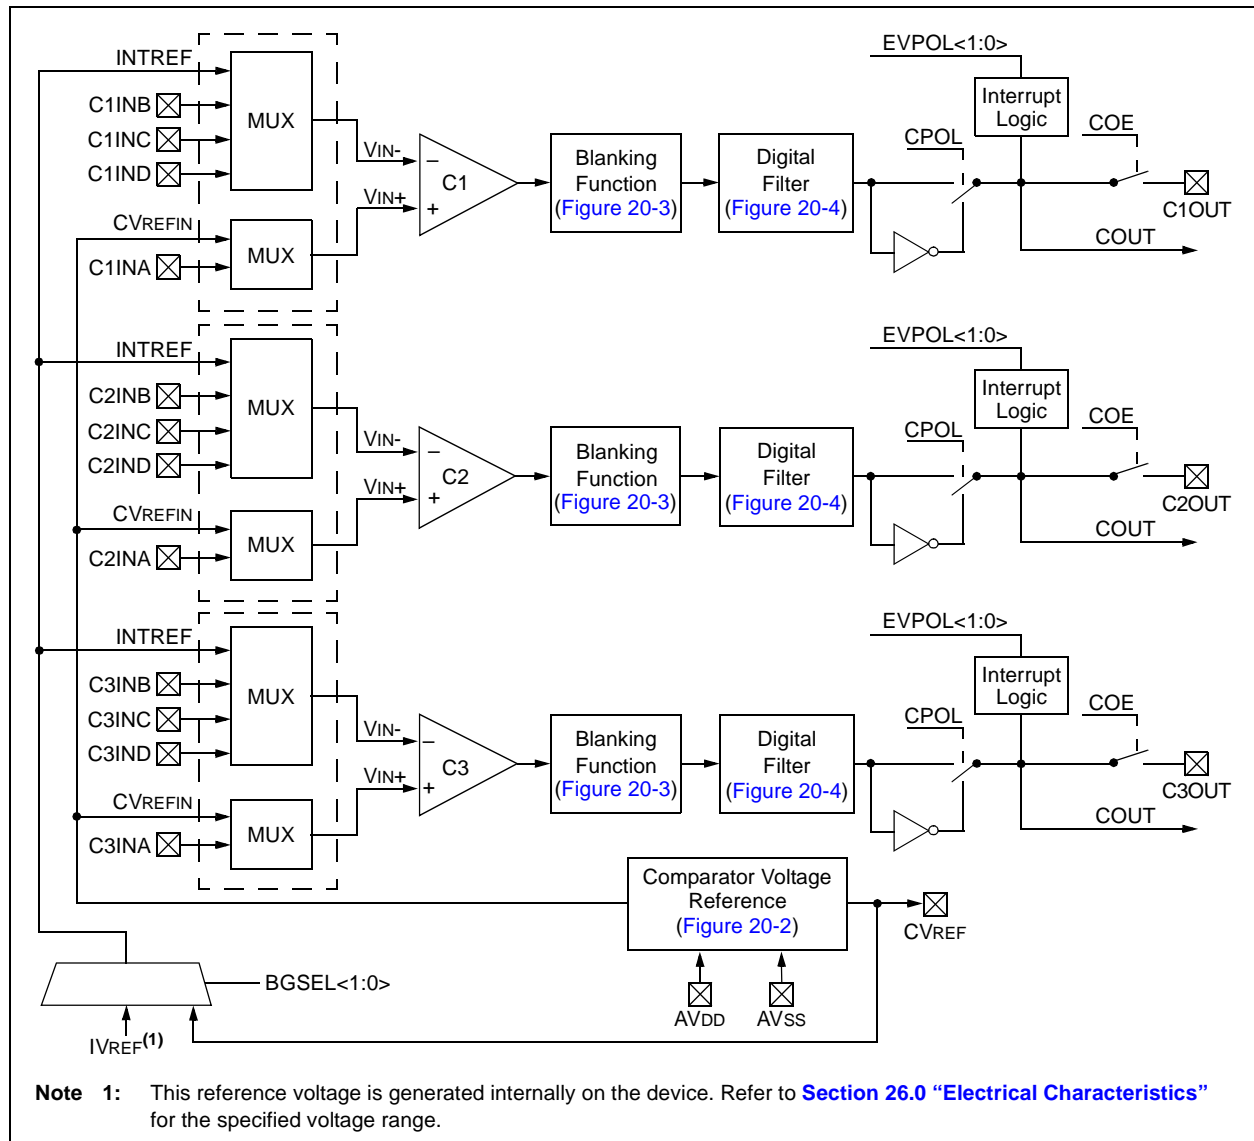 INTREF
C1INB
C1INC
C1IND
MUX
CVREFIN
C1INA
MUX
VIN-
VIN+
–
C1
+
Blanking
Function
(Figure 20-3)
Digital
Filter
(Figure 20-4)
EVPOL<1:0>
Interrupt
Logic
CPOL
COE
C1OUT
COUT
INTREF
C2INB
C2INC
C2IND
MUX
CVREFIN
C2INA
MUX
VIN-
VIN+
–
C2
+
Blanking
Function
(Figure 20-3)
Digital
Filter
(Figure 20-4)
EVPOL<1:0>
Interrupt
Logic
CPOL
COE
C2OUT
COUT
INTREF
C3INB
C3INC
C3IND
MUX
CVREFIN
C3INA
MUX
VIN-
VIN+
–
C3
+
Blanking
Function
(Figure 20-3)
Digital
Filter
(Figure 20-4)
EVPOL<1:0>
Interrupt
Logic
CPOL
COE
C3OUT
COUT
Comparator Voltage
Reference
(Figure 20-2)
CVREF
AVDD
AVSS
BGSEL<1:0>
IVREF(1)
Note 1: This reference voltage is generated internally on the device. Refer to Section 26.0 “Electrical Characteristics”
for the specified voltage range.